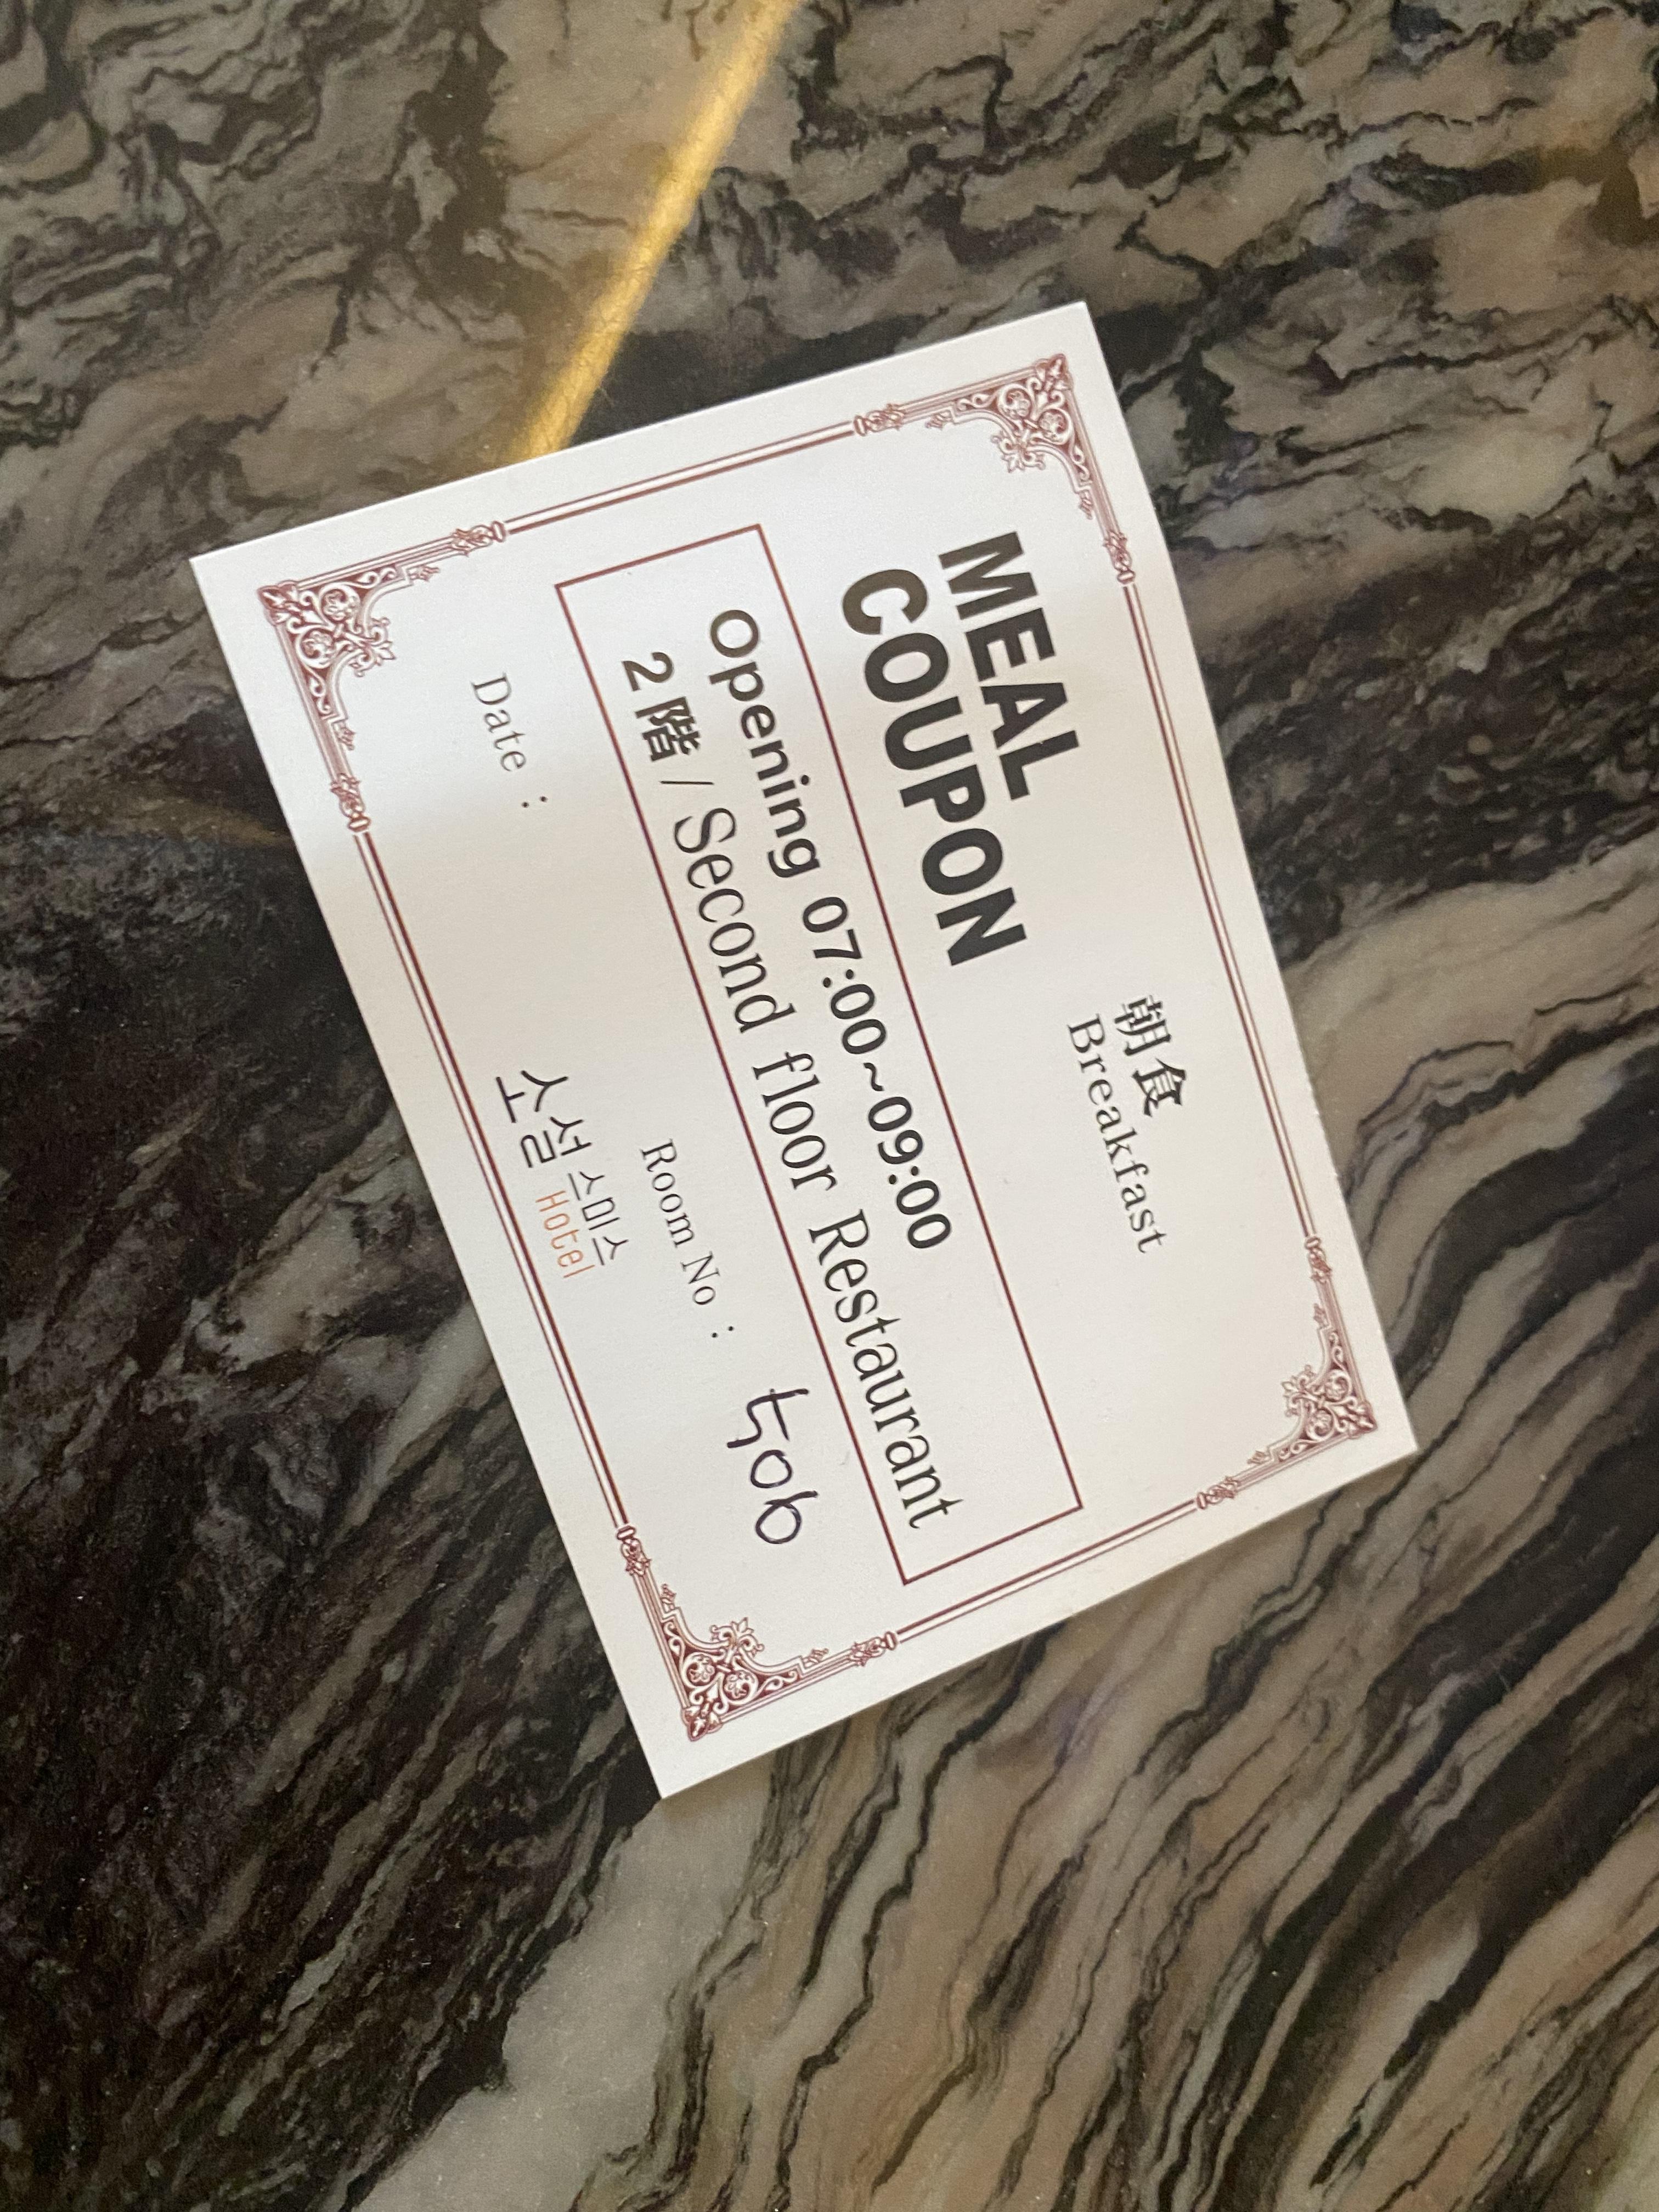 朝食
Breakfast
MEAL
COUPON
Opening 07:00~09:00
2階 / Second floor Restaurant
Date :
Room No : 506
소설 스미스
Hotel